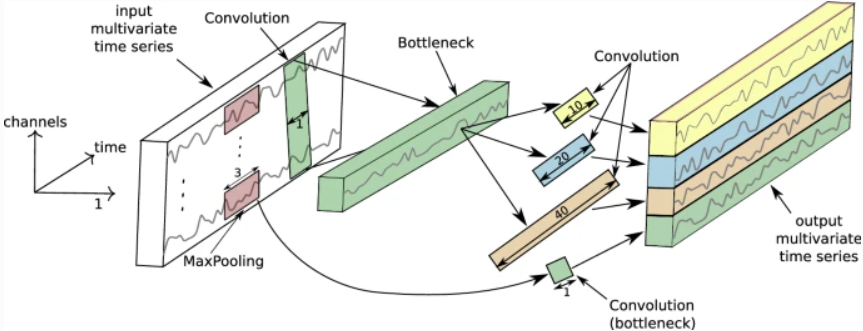 input
multivariate
time series
Convolution
Bottleneck
Convolution
channels
time
1
1
3
10
20
40
MaxPooling
1
Convolution
(bottleneck)
output
multivariate
time series